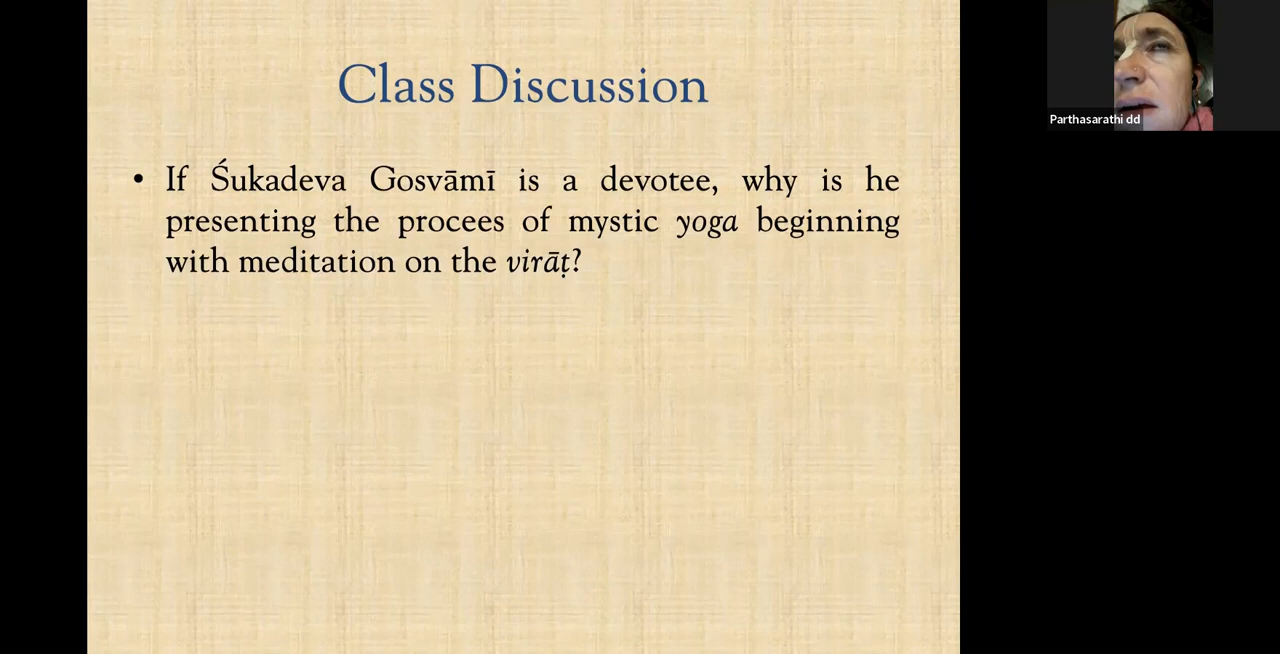 Class Discussion
• If Śukadeva Gosvāmī is a devotee, why is he
presenting the procees of mystic yoga beginning
with meditation on the virāṭ?
Parthasarathi dd